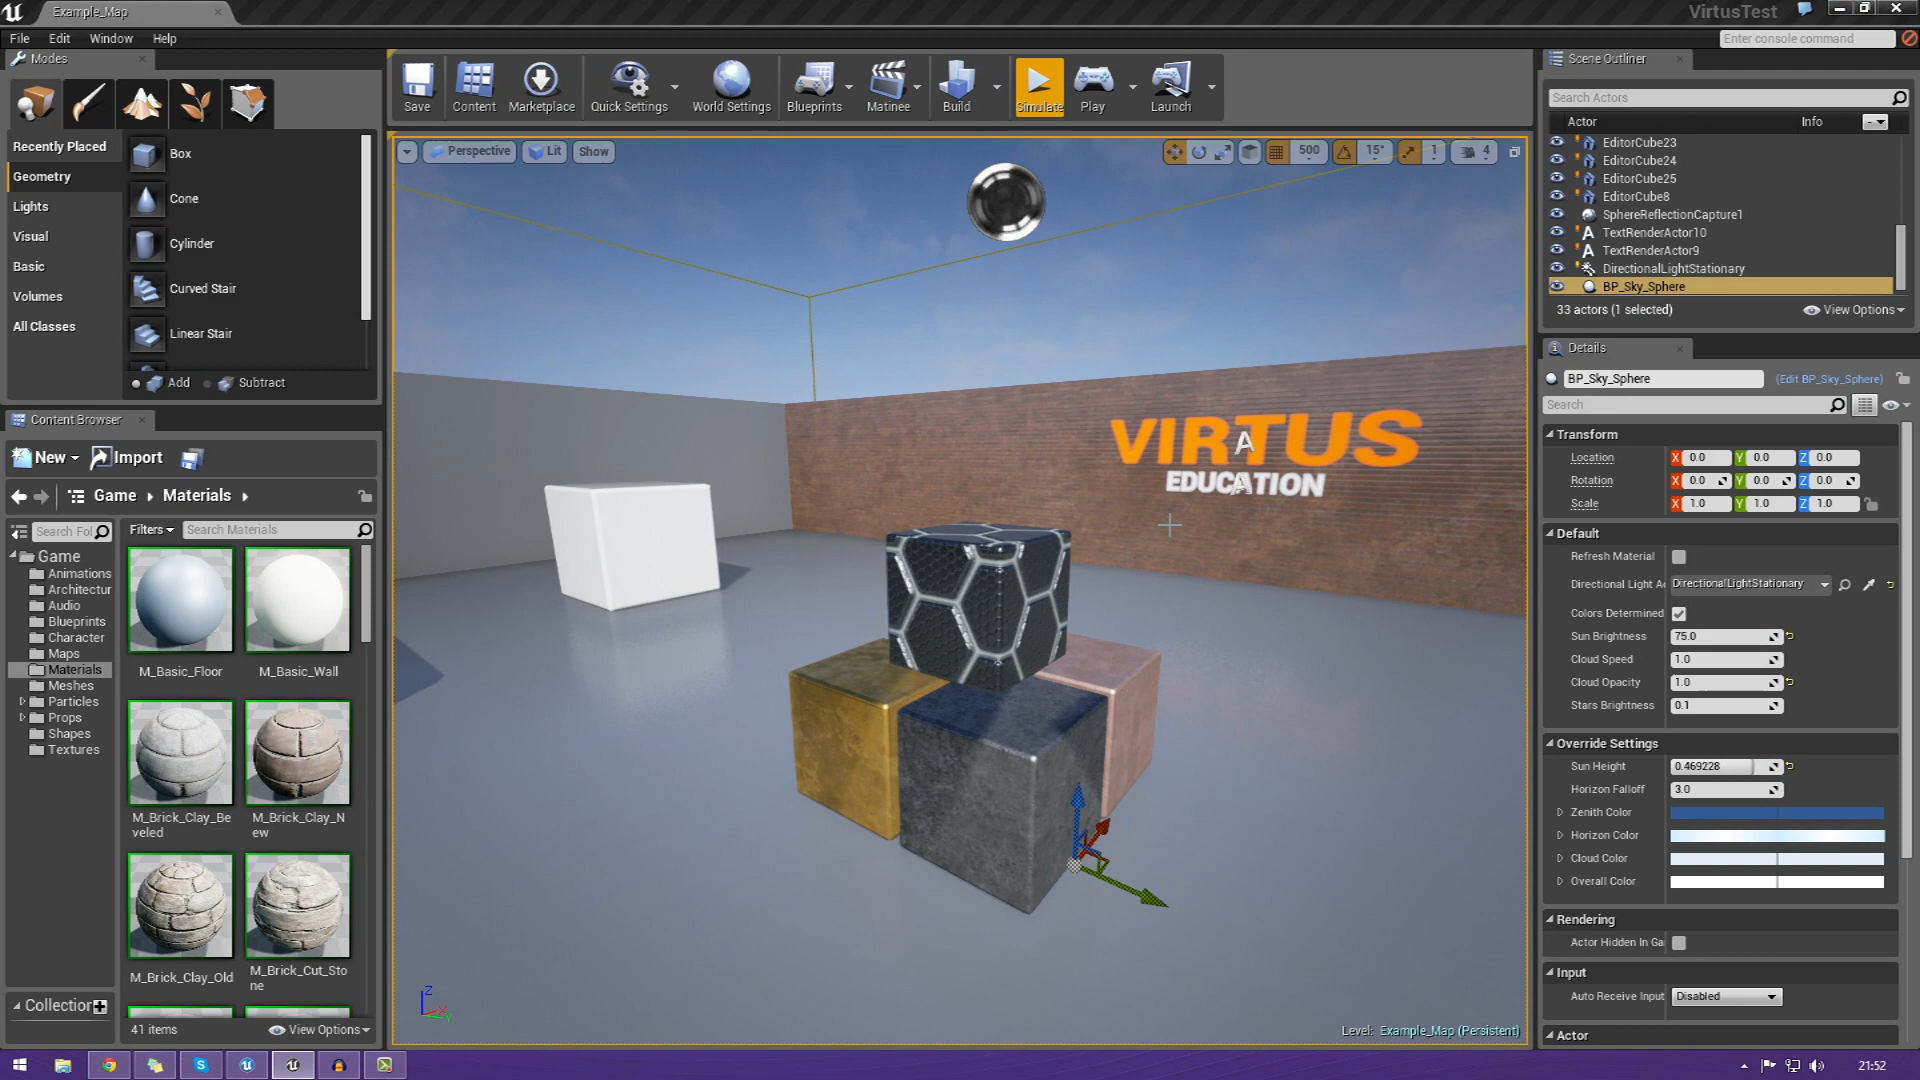 Example_Map
VirtusTest
File Edit Window Help
Enter console command
Modes
Recently Placed
Geometry
Lights
Visual
Basic
Volumes
All Classes
Box
Cone
Cylinder
Curved Stair
Linear Stair
Add Subtract
Save Content Marketplace Quick Settings World Settings Blueprints Matinee Build Simulate Play Launch
Perspective Lit Show
500 15° 1 4
VIRTUS
EDUCATION
A
A
Z
X
Y
Level: Example_Map (Persistent)
Content Browser
New Import
Game Materials
Search Fol
Filters Search Materials
Game
Animations
Architectur
Audio
Blueprints
Character
Maps
Materials
Meshes
Particles
Props
Shapes
Textures
M_Basic_Floor
M_Basic_Wall
M_Brick_Clay_Be
veled
M_Brick_Clay_N
ew
M_Brick_Clay_Old
M_Brick_Cut_Sto
ne
Collection
41 items View Options
Scene Outliner
Search Actors
Actor Info
EditorCube23
EditorCube24
EditorCube25
EditorCube8
SphereReflectionCapture1
A TextRenderActor10
A TextRenderActor9
DirectionalLightStationary
BP_Sky_Sphere
33 actors (1 selected) View Options
Details
BP_Sky_Sphere (Edit BP_Sky_Sphere)
Search
Transform
Location X 0.0 Y 0.0 Z 0.0
Rotation X 0.0 Y 0.0 Z 0.0
Scale X 1.0 Y 1.0 Z 1.0
Default
Refresh Material
Directional Light Ac DirectionalLightStationary
Colors Determined
Sun Brightness 75.0
Cloud Speed 1.0
Cloud Opacity 1.0
Stars Brightness 0.1
Override Settings
Sun Height 0.469228
Horizon Falloff 3.0
Zenith Color
Horizon Color
Cloud Color
Overall Color
Rendering
Actor Hidden In Ga
Input
Auto Receive Input Disabled
Actor
21:52